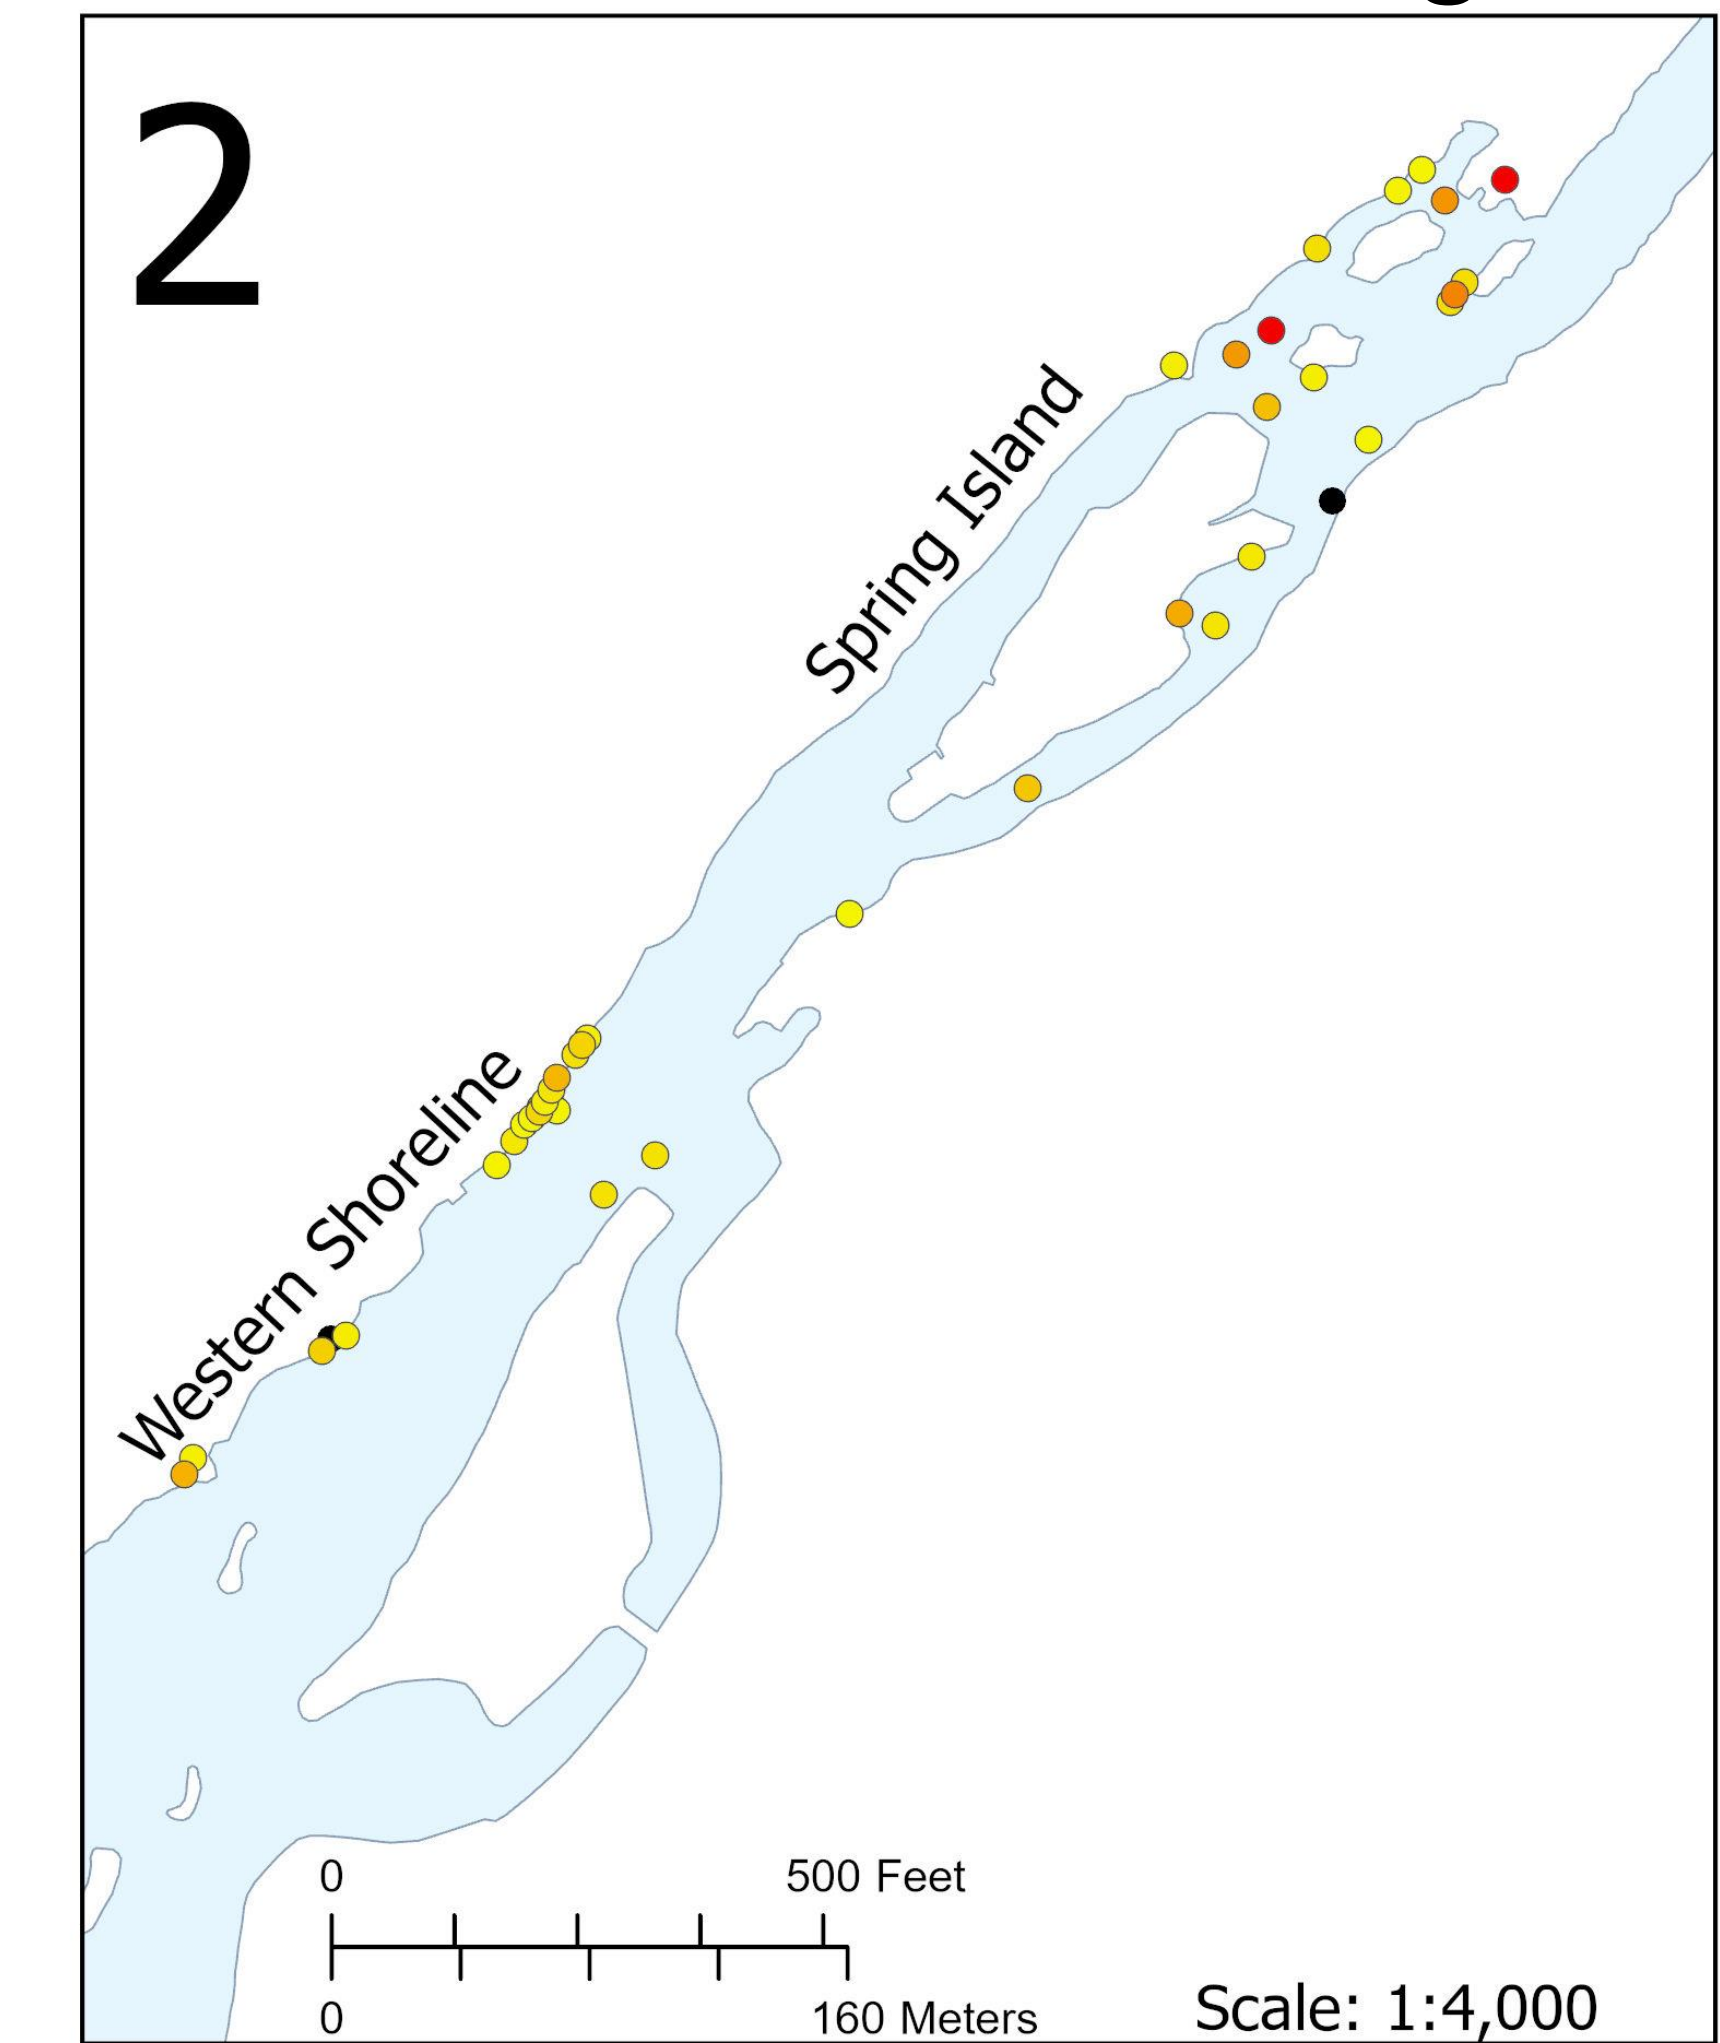 2
Spring Island
Western Shoreline
0 500 Feet
0 160 Meters
Scale: 1:4,000